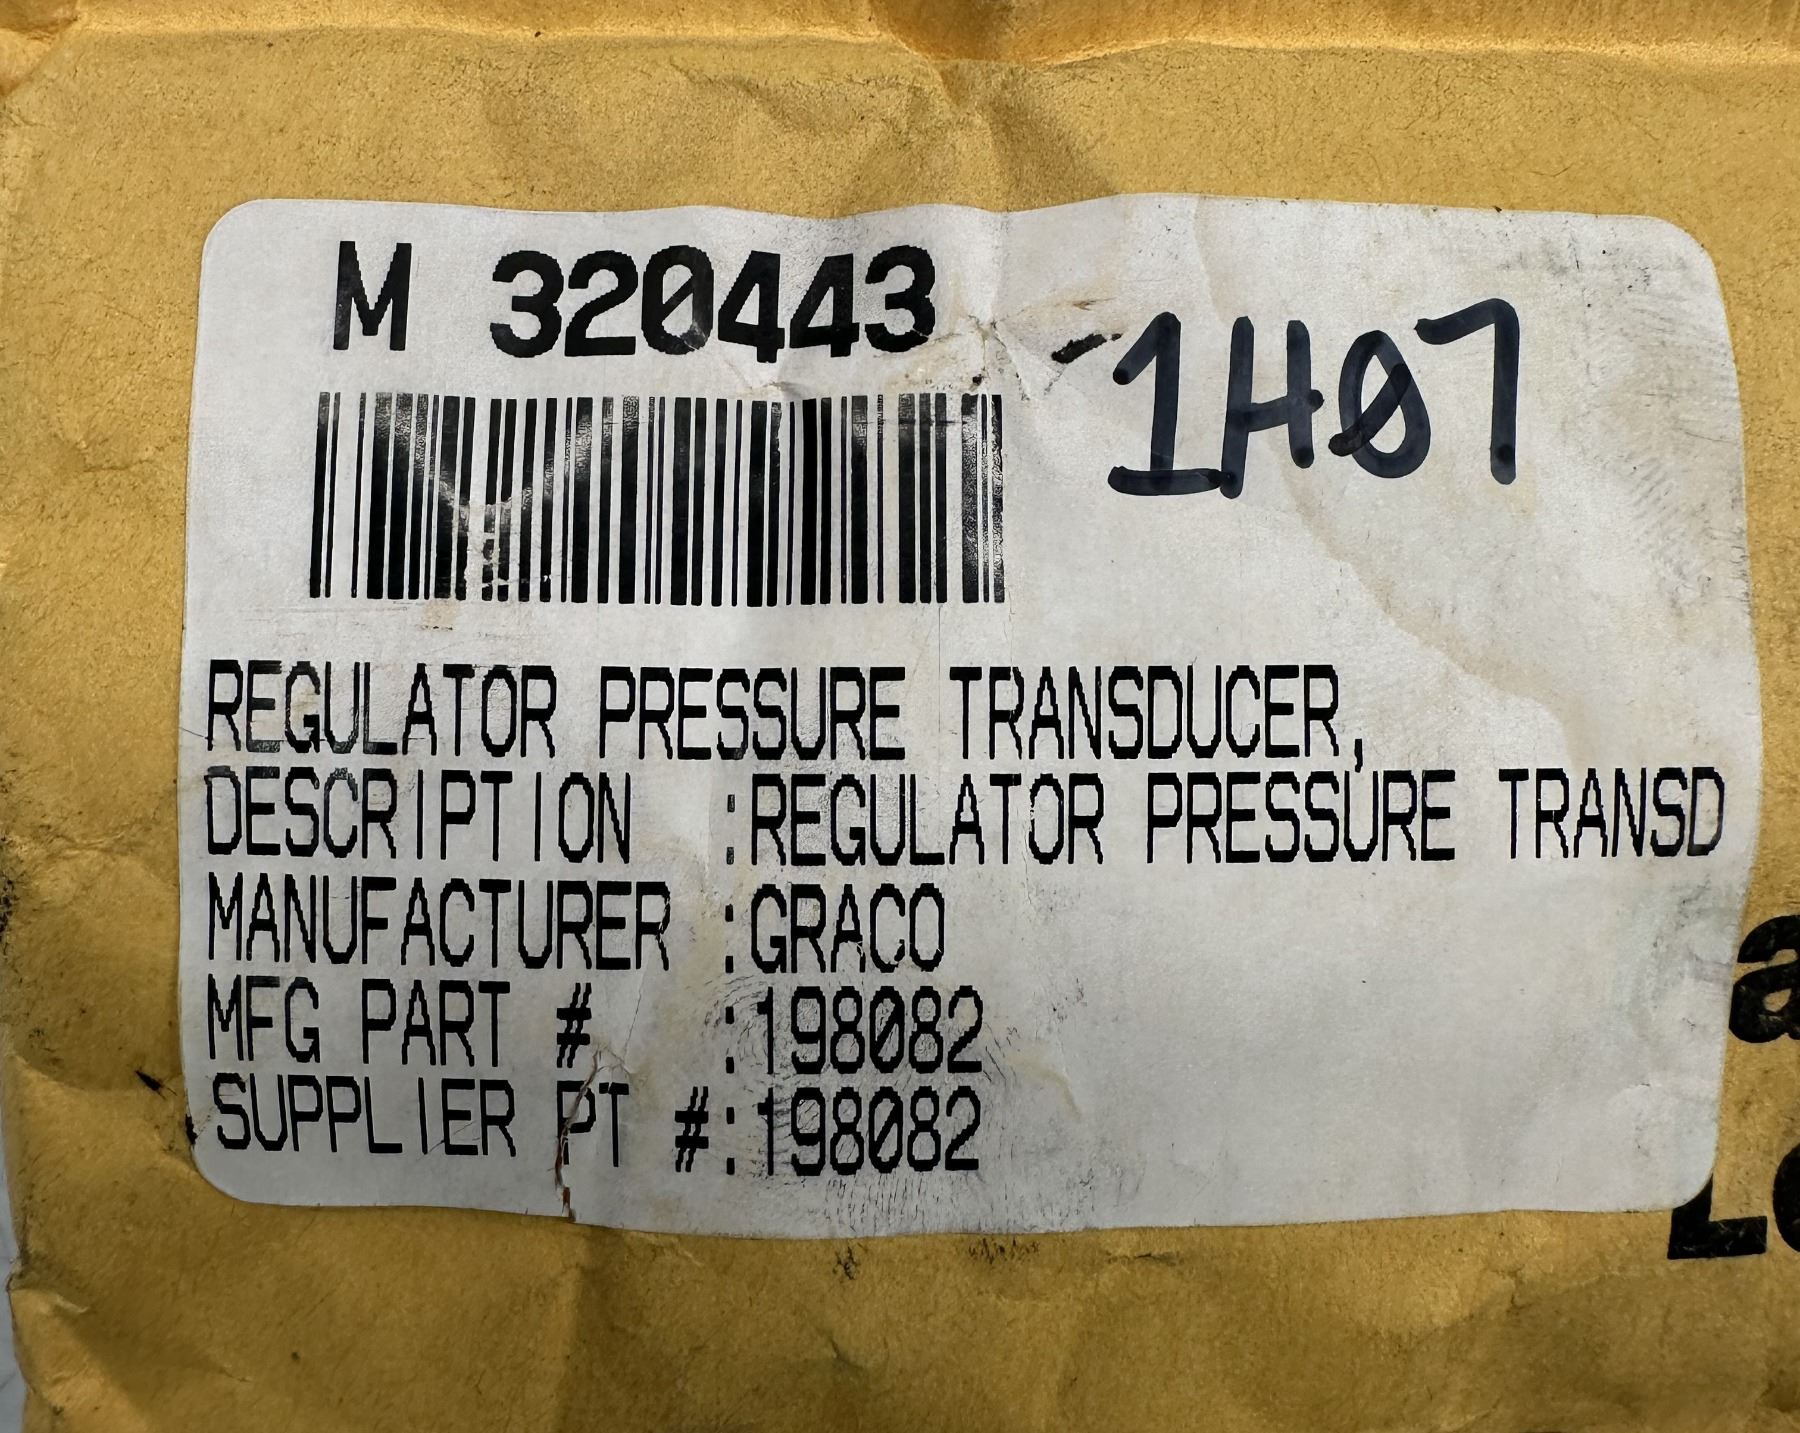 M 320443
-1H07
REGULATOR PRESSURE TRANSDUCER,
DESCRIPTION :REGULATOR PRESSURE TRANSD
MANUFACTURER :GRACO
MFG PART # :198082
SUPPLIER PT #:198082